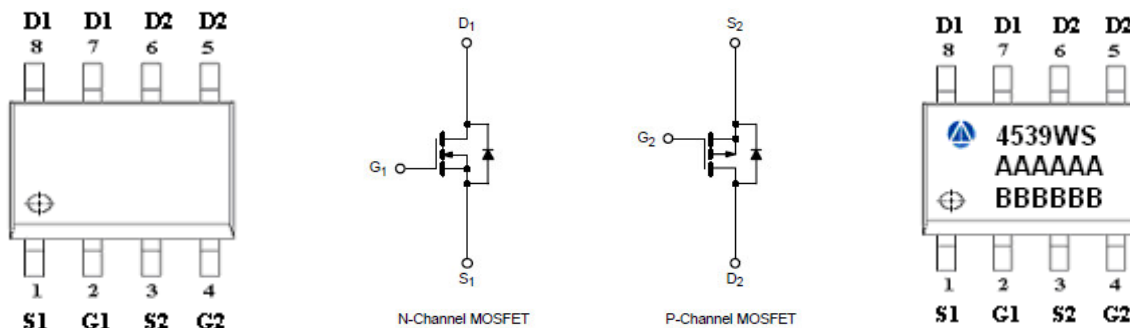 D1 D1 D2 D2
8 7 6 5
1 2 3 4
S1 G1 S2 G2
D1
G1
S1
N-Channel MOSFET
S2
G2
D2
P-Channel MOSFET
D1 D1 D2 D2
8 7 6 5
4539WS
AAAAAA
BBBBBB
1 2 3 4
S1 G1 S2 G2